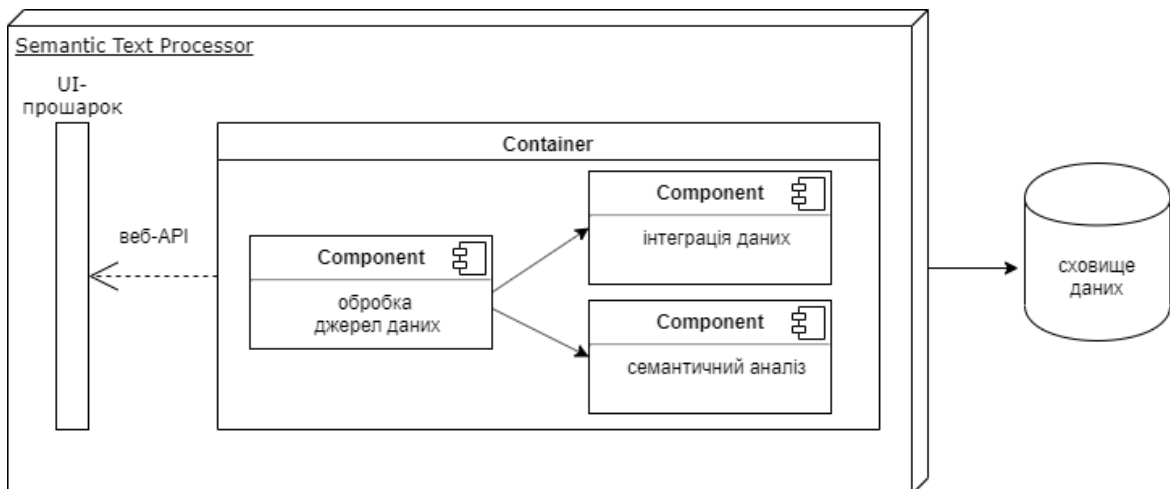 Semantic Text Processor
UI-
прошарок
Container
Component
інтеграція даних
веб-API
Component
обробка
джерел даних
Component
семантичний аналіз
сховище
даних